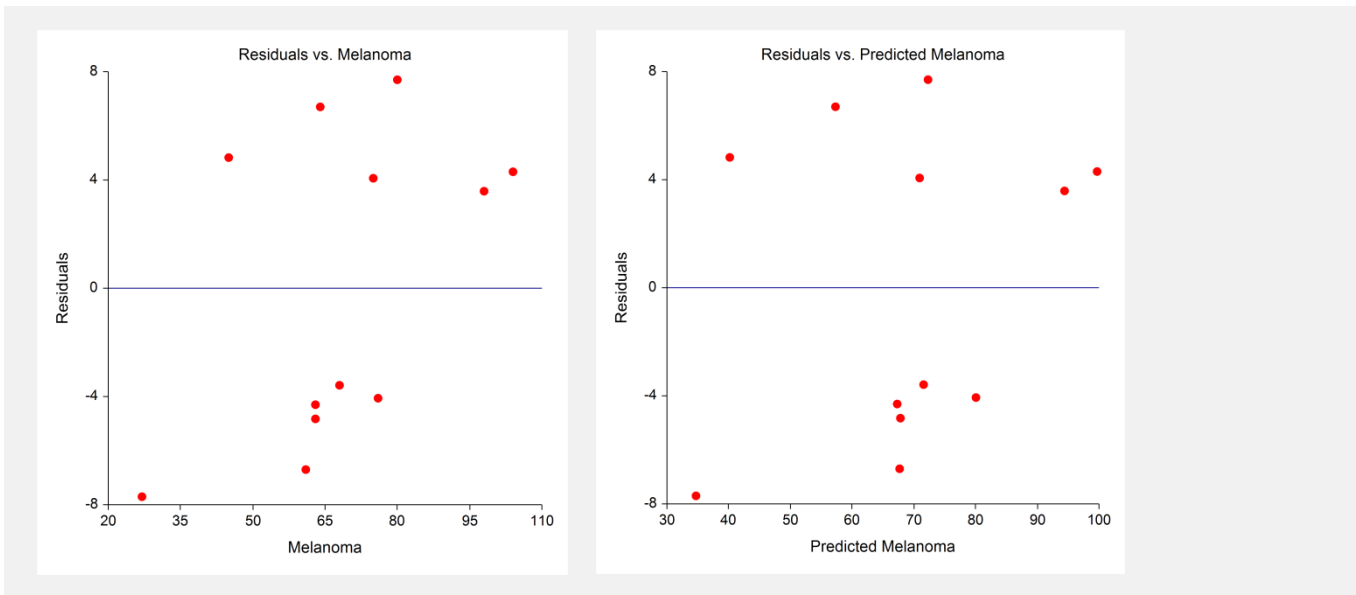 Residuals vs. Melanoma
8
4
0
-4
-8
Residuals
20 35 50 65 80 95 110
Melanoma
Residuals vs. Predicted Melanoma
8
4
0
-4
-8
Residuals
30 40 50 60 70 80 90 100
Predicted Melanoma